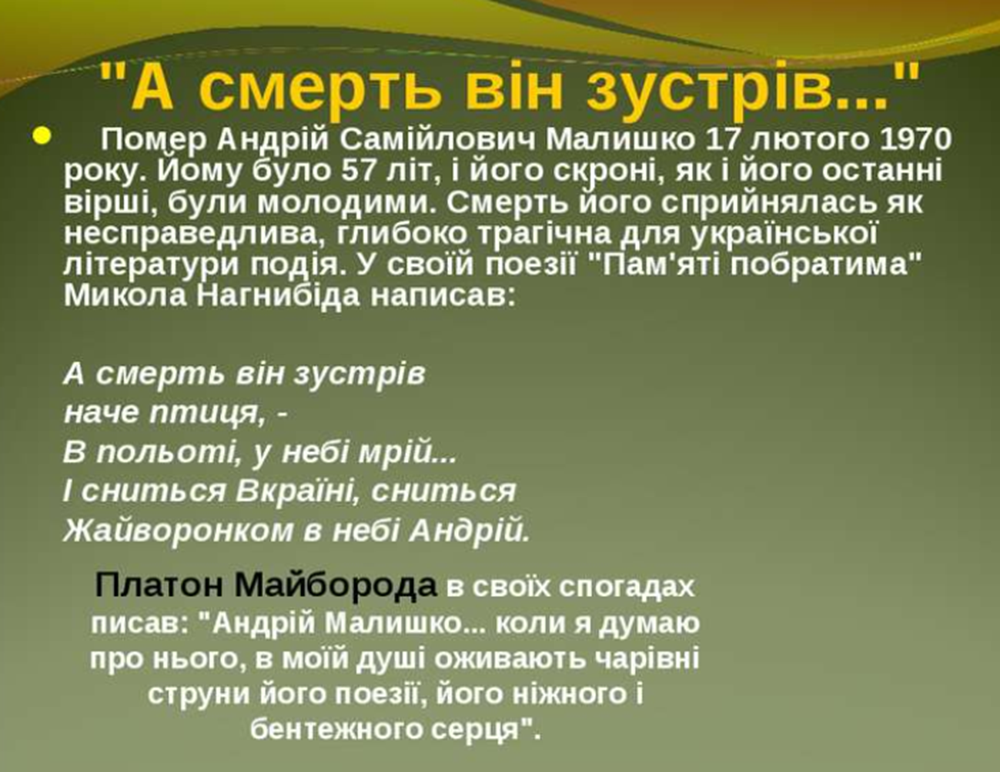 "А смерть він зустрів..."
Помер Андрій Самійлович Малишко 17 лютого 1970
року. Йому було 57 літ, і його скроні, як і його останні
вірші, були молодими. Смерть його сприйнялась як
несправедлива, глибоко трагічна для української
літератури подія. У своїй поезії "Пам'яті побратима"
Микола Нагнибіда написав:
А смерть він зустрів
наче птиця, -
В польоті, у небі мрій...
І сниться Вкраїні, сниться
Жайворонком в небі Андрій.
Платон Майборода в своїх спогадах
писав: "Андрій Малишко... коли я думаю
про нього, в моїй душі оживають чарівні
струни його поезії, його ніжного і
бентежного серця".